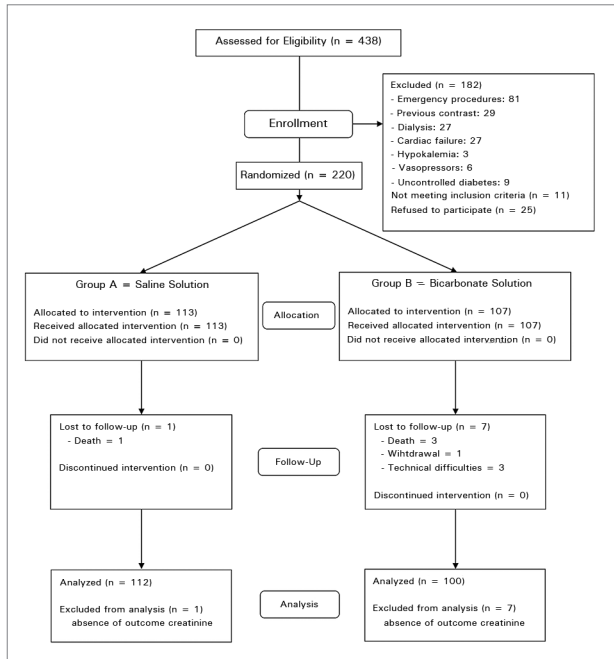 Assessed for Eligibility (n = 438)
Excluded (n = 182)
- Emergency procedures: 81
- Previous contrast: 29
- Dialysis: 27
- Cardiac failure: 27
- Hypokalemia: 3
- Vasopressors: 6
- Uncontrolled diabetes: 9
Not meeting inclusion criteria (n = 11)
Refused to participate (n = 25)
Enrollment
Randomized (n = 220)
Group A = Saline Solution
Allocated to intervention (n = 113)
Received allocated intervention (n = 113)
Did not receive allocated intervention (n = 0)
Allocation
Group B = Bicarbonate Solution
Allocated to intervention (n = 107)
Received allocated intervention (n = 107)
Did not receive allocated intervention (n = 0)
Lost to follow-up (n = 1)
- Death = 1
Discontinued intervention (n = 0)
Follow-Up
Lost to follow-up (n = 7)
- Death = 3
- Wihtdrawal = 1
- Technical difficulties = 3
Discontinued intervention (n = 0)
Analyzed (n = 112)
Excluded from analysis (n = 1)
absence of outcome creatinine
Analysis
Analyzed (n = 100)
Excluded from analysis (n = 7)
absence of outcome creatinine